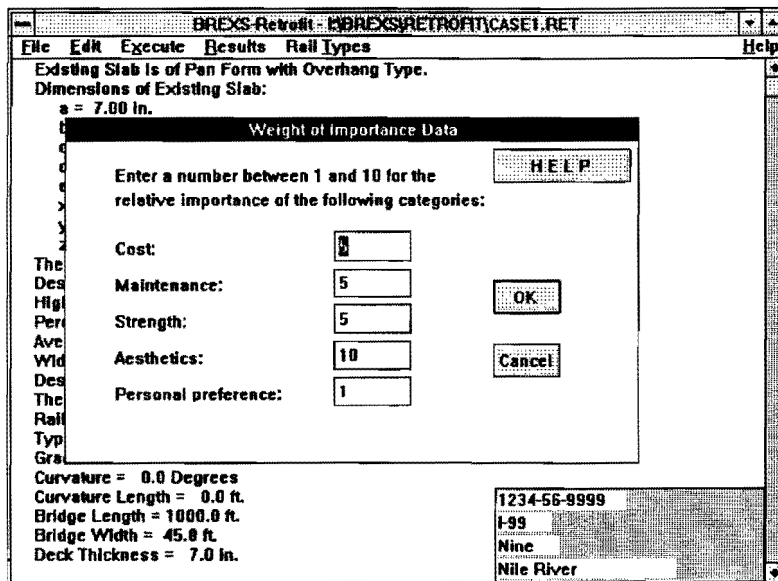 BREXS-Retrofit - I:\BREXS\RETROFIT\CASE1.RET
File Edit Execute Results Rail Types Help
Existing Slab is of Pan Form with Overhang Type.
Dimensions of Existing Slab:
a = 7.00 in.
Weight of Importance Data
HELP
Enter a number between 1 and 10 for the
relative importance of the following categories:
Cost:
Maintenance: 5
Strength: 5
Aesthetics: 10
Personal preference: 1
OK
Cancel
The
Des
High
Per
Ave
Wid
Des
The
Rail
Typ
Gra
Curvature = 0.0 Degrees
Curvature Length = 0.0 ft.
Bridge Length = 1000.0 ft.
Bridge Width = 45.0 ft.
Deck Thickness = 7.0 in.
1234-56-9999
I-99
Nine
Nile River